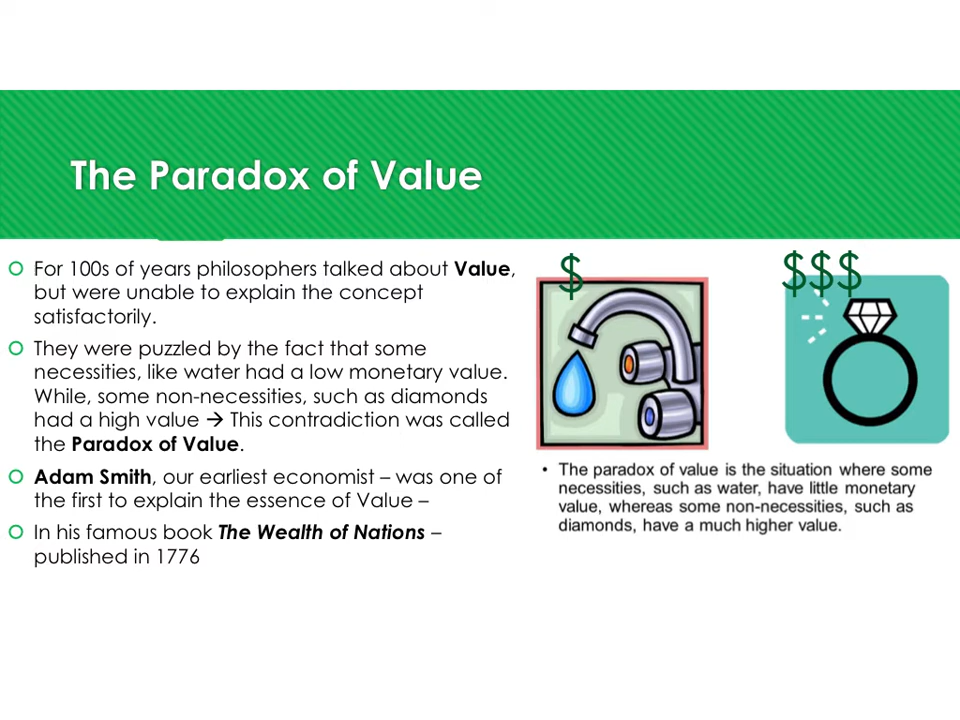 The Paradox of Value
For 100s of years philosophers talked about Value,
but were unable to explain the concept
satisfactorily.
They were puzzled by the fact that some
necessities, like water had a low monetary value.
While, some non-necessities, such as diamonds
had a high value → This contradiction was called
the Paradox of Value.
Adam Smith, our earliest economist – was one of
the first to explain the essence of Value –
In his famous book The Wealth of Nations –
published in 1776
$
$$$
• The paradox of value is the situation where some
necessities, such as water, have little monetary
value, whereas some non-necessities, such as
diamonds, have a much higher value.